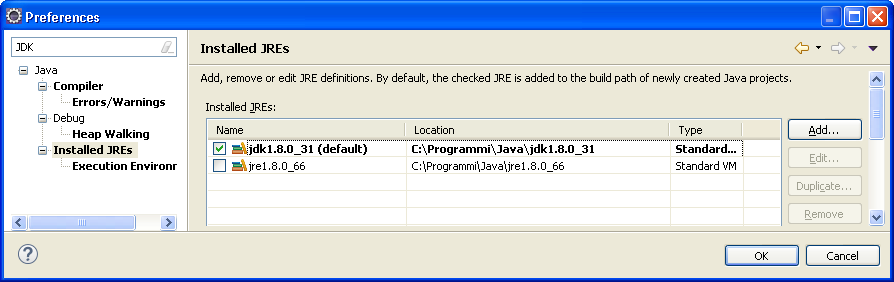 Preferences
JDK
Java
Compiler
Errors/Warnings
Debug
Heap Walking
Installed JREs
Execution Environr
Installed JREs
Add, remove or edit JRE definitions. By default, the checked JRE is added to the build path of newly created Java projects.
Installed JREs:
Name Location Type
jdk1.8.0_31 (default) C:\Programmi\Java\jdk1.8.0_31 Standard...
jre1.8.0_66 C:\Programmi\Java\jre1.8.0_66 Standard VM
Add...
Edit...
Duplicate...
Remove
?
OK Cancel